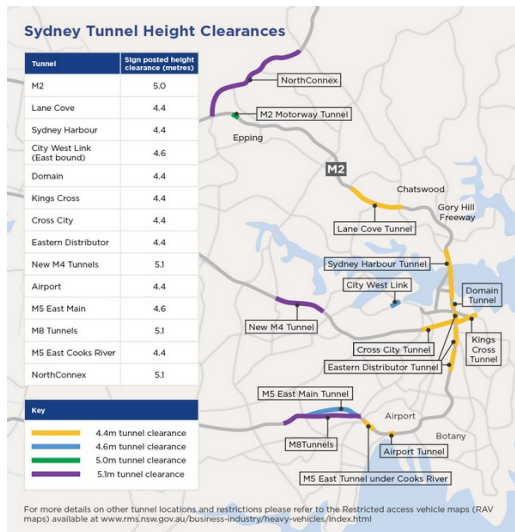 Sydney Tunnel Height Clearances
Tunnel
Sign posted height
clearance (metres)
M2
5.0
Lane Cove
4.4
Sydney Harbour
4.4
City West Link
(East bound)
4.6
Domain
4.4
Kings Cross
4.4
Cross City
4.4
Eastern Distributor
4.4
New M4 Tunnels
5.1
Airport
4.4
M5 East Main
4.6
M8 Tunnels
5.1
M5 East Cooks River
4.4
NorthConnex
5.1
Key
4.4m tunnel clearance
4.6m tunnel clearance
5.0m tunnel clearance
5.1m tunnel clearance
NorthConnex
M2 Motorway Tunnel
Epping
M2
Chatswood
Gory Hill
Freeway
Lane Cove Tunnel
Sydney Harbour Tunnel
City West Link
Domain
Tunnel
New M4 Tunnel
Cross City Tunnel
Kings
Cross
Tunnel
Eastern Distributor Tunnel
M5 East Main Tunnel
Airport
M8Tunnels
Botany
Airport Tunnel
M5 East Tunnel under Cooks River
For more details on other tunnel locations and restrictions please refer to the Restricted access vehicle maps (RAV
maps) available at www.rms.nsw.gov.au/business-industry/heavy-vehicles/index.html